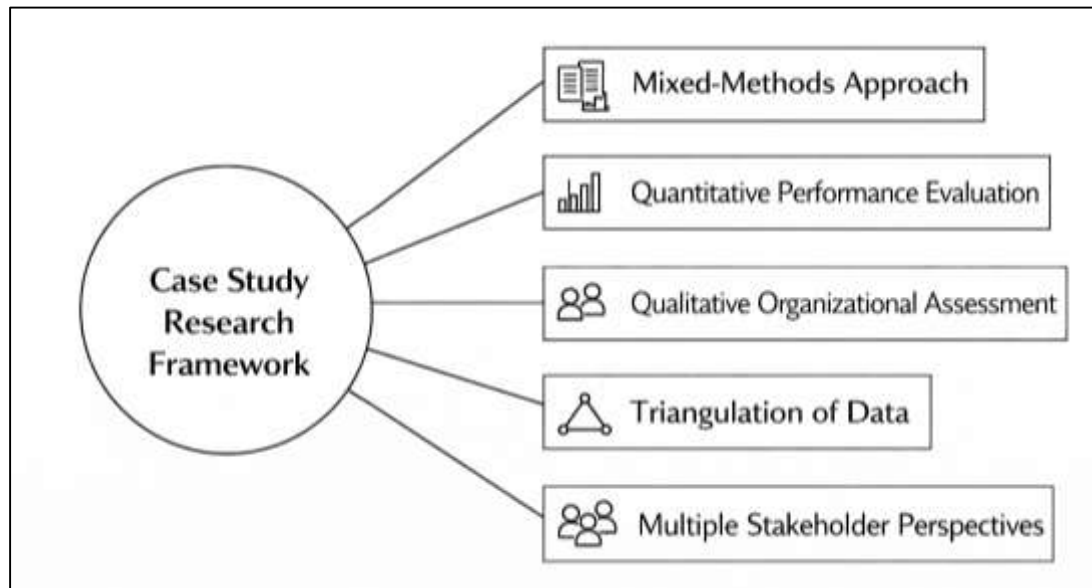 Case Study
Research
Framework
Mixed-Methods Approach
Quantitative Performance Evaluation
Qualitative Organizational Assessment
Triangulation of Data
Multiple Stakeholder Perspectives